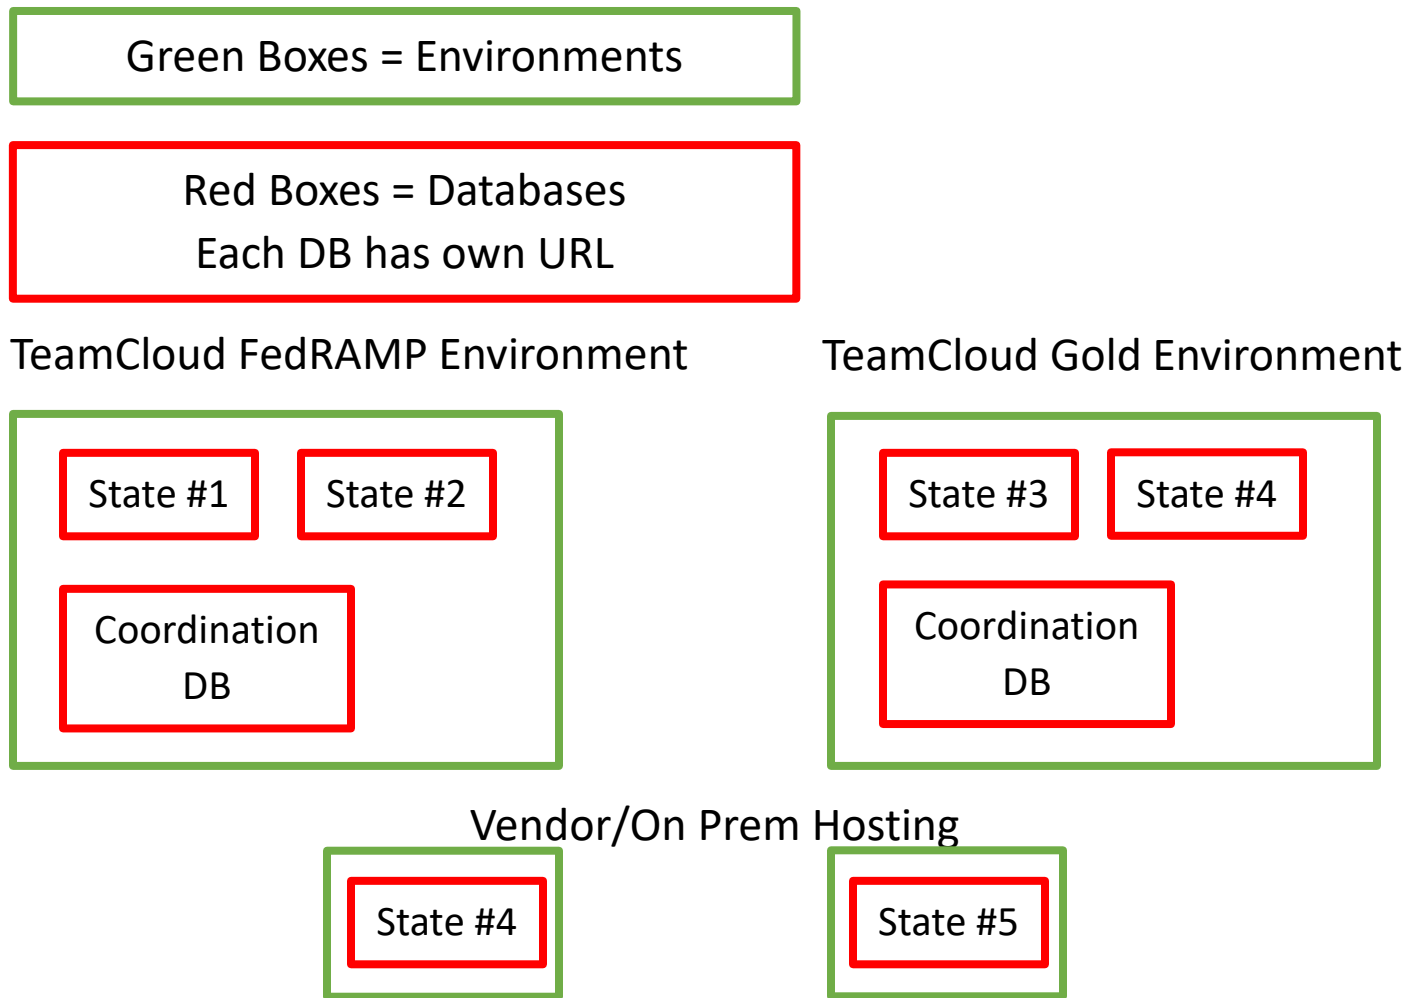 Green Boxes = Environments
Red Boxes = Databases
Each DB has own URL
TeamCloud FedRAMP Environment
TeamCloud Gold Environment
State #1
State #2
State #3
State #4
Coordination
DB
Coordination
DB
Vendor/On Prem Hosting
State #4
State #5